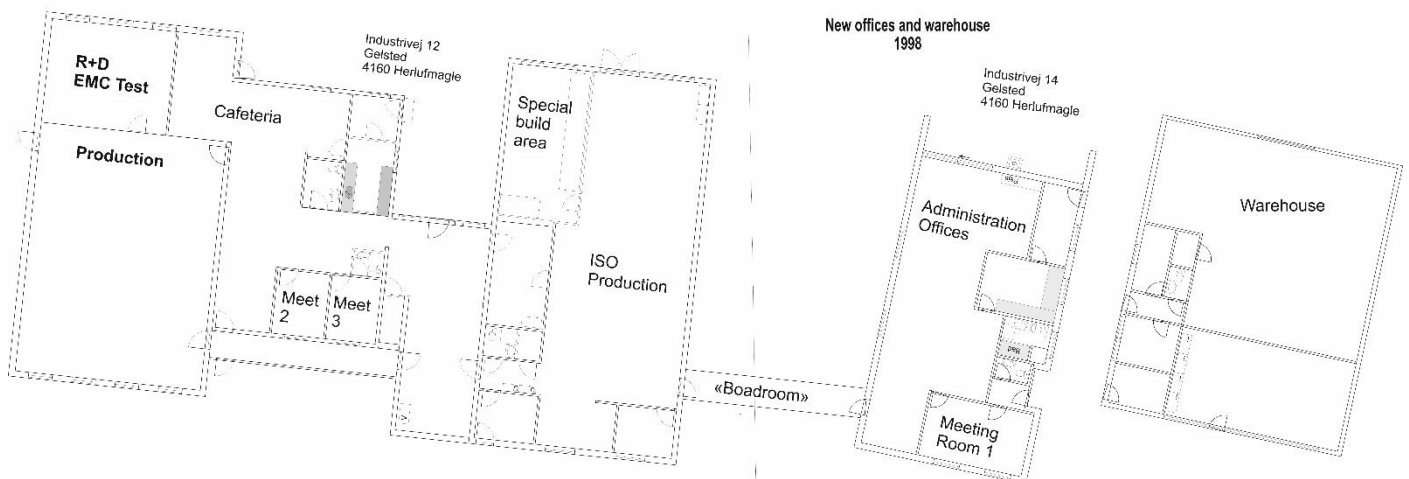 R+D
EMC Test
Industrivej 12
Gelsted
4160 Herlufmagle
Cafeteria
Production
Special
build
area
ISO
Production
Meet
2
Meet
3
«Boadroom»
New offices and warehouse
1998
Industrivej 14
Gelsted
4160 Herlufmagle
Administration
Offices
Meeting
Room 1
Warehouse